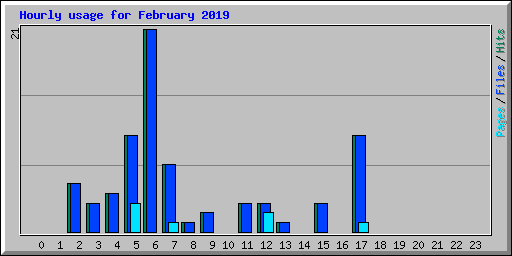 Hourly usage for February 2019
21
Pages/Files/Hits
0 1 2 3 4 5 6 7 8 9 10 11 12 13 14 15 16 17 18 19 20 21 22 23